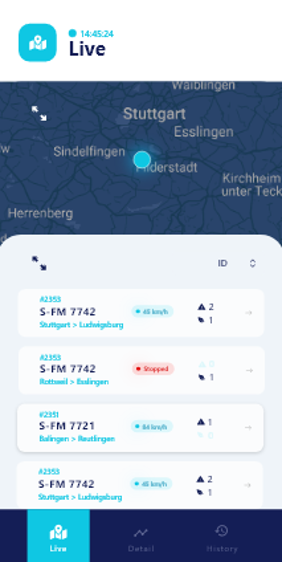 14:45:24
Live
Waiblingen
Stuttgart
Esslingen
Sindelfingen
Filderstadt
Kirchheim
unter Teck
Herrenberg
ID
#2353
S-FM 7742
Stuttgart > Ludwigsburg
48 km/h
2
1
#2353
S-FM 7742
Rottweil > Esslingen
Stopped
0
1
#2351
S-FM 7721
Balingen > Reutlingen
84 km/h
1
0
#2353
S-FM 7742
Stuttgart > Ludwigsburg
48 km/h
2
1
Live
Detail
History